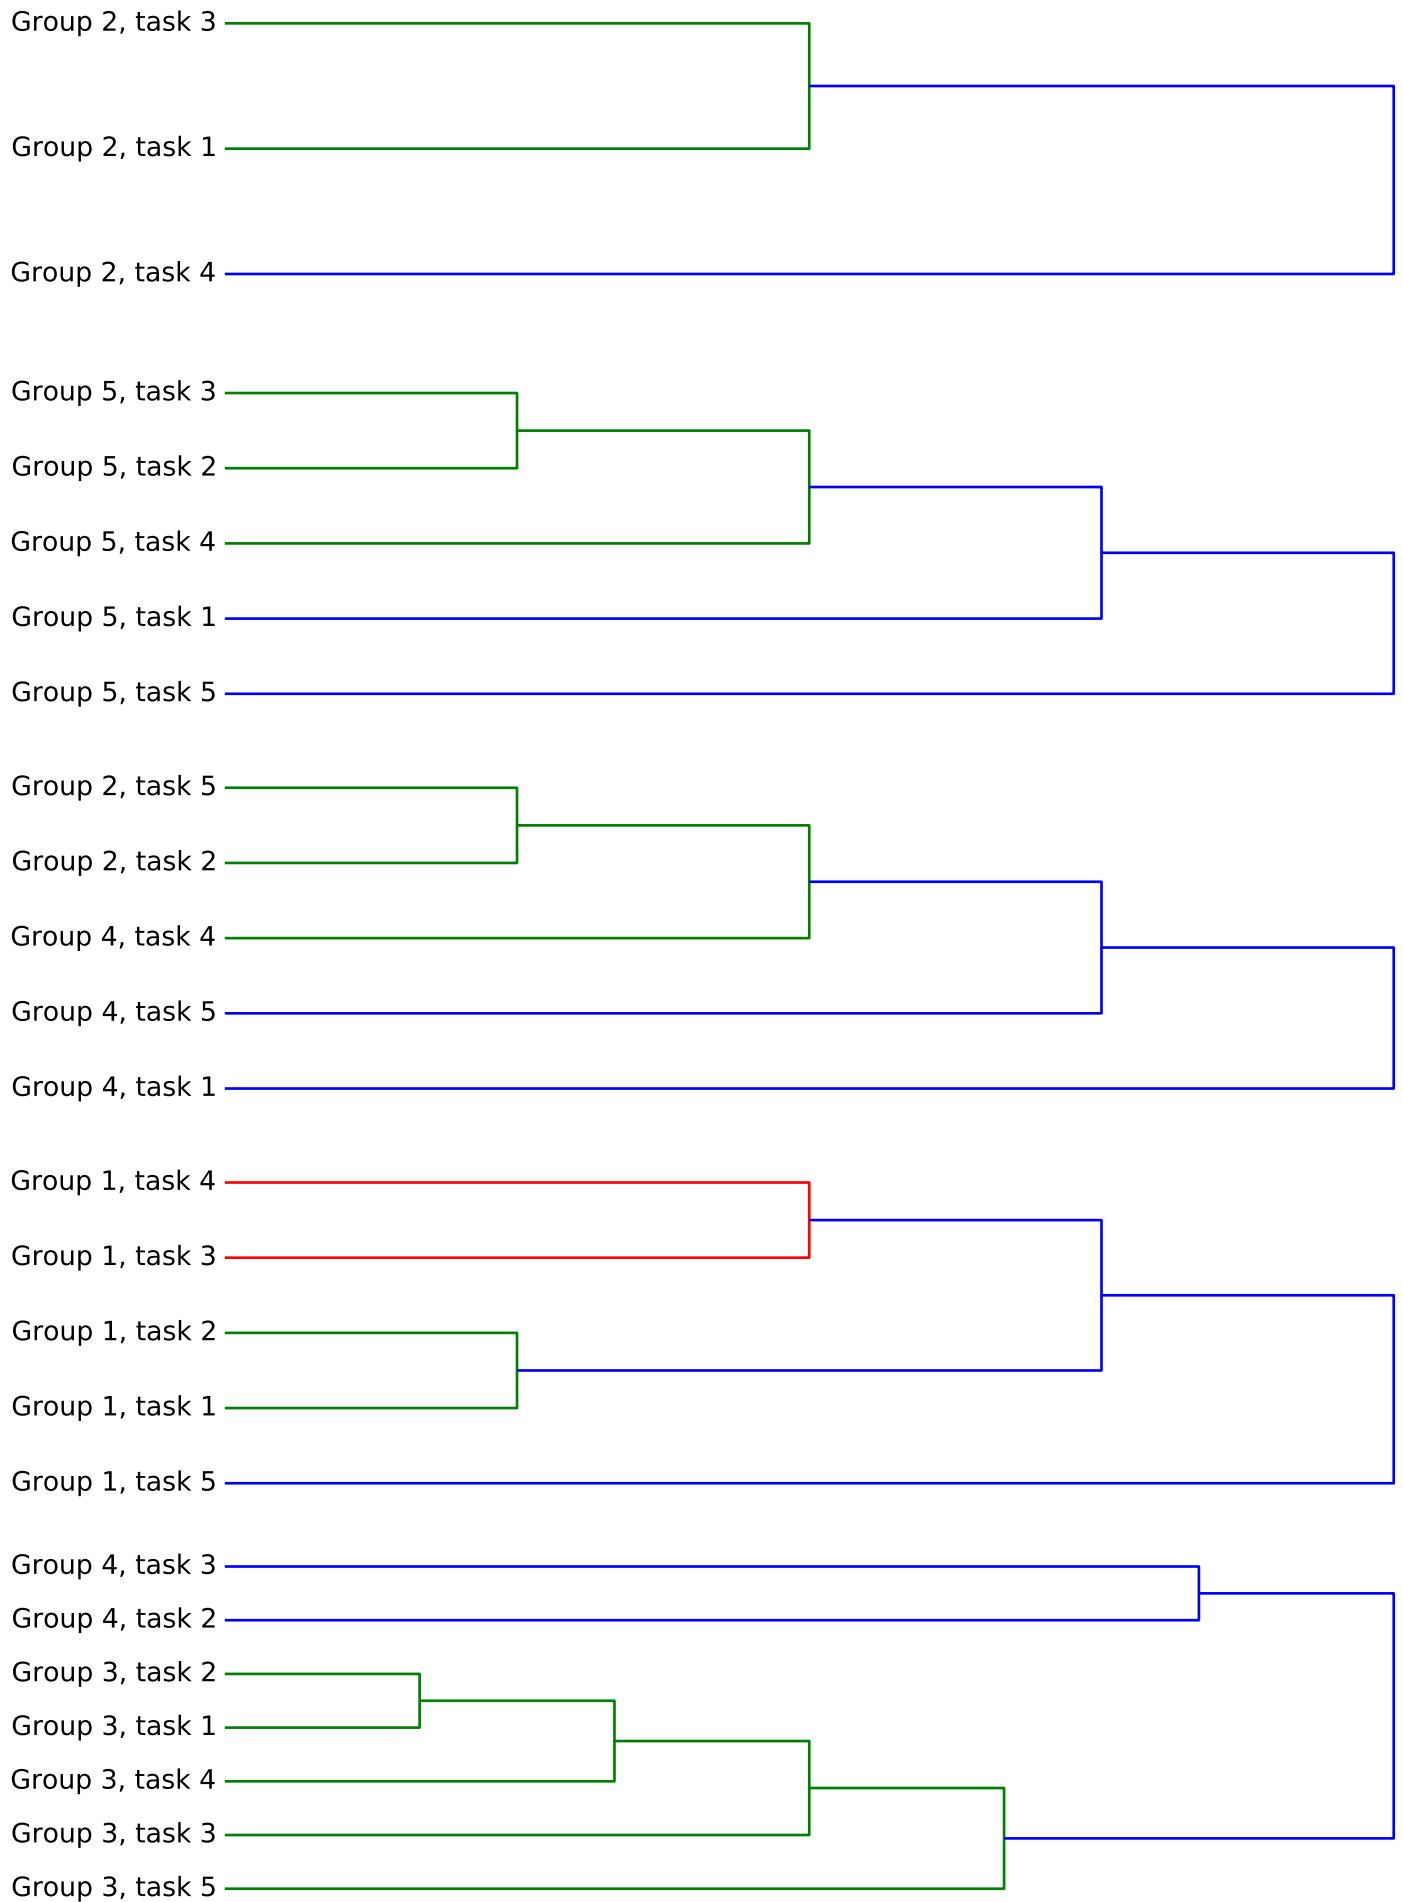 Group 2, task 3
Group 2, task 1
Group 2, task 4
Group 5, task 3
Group 5, task 2
Group 5, task 4
Group 5, task 1
Group 5, task 5
Group 2, task 5
Group 2, task 2
Group 4, task 4
Group 4, task 5
Group 4, task 1
Group 1, task 4
Group 1, task 3
Group 1, task 2
Group 1, task 1
Group 1, task 5
Group 4, task 3
Group 4, task 2
Group 3, task 2
Group 3, task 1
Group 3, task 4
Group 3, task 3
Group 3, task 5